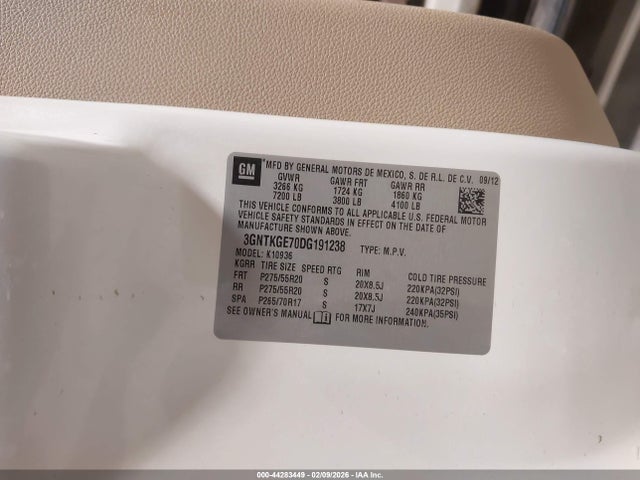 GM MFD BY GENERAL MOTORS DE MEXICO, S. DE R.L. DE C.V. 09/12
GVWR GAWR FRT GAWR RR
3266 KG 1724 KG 1860 KG
7200 LB 3800 LB 4100 LB
THIS VEHICLE CONFORMS TO ALL APPLICABLE U.S. FEDERAL MOTOR
VEHICLE SAFETY STANDARDS IN EFFECT ON THE DATE OF
MANUFACTURE SHOWN ABOVE.
3GNTKGE70DG191238 TYPE: M.P.V.
MODEL: K10936
KGRR TIRE SIZE SPEED RTG RIM COLD TIRE PRESSURE
FRT P275/55R20 S 20X8.5J 220KPA(32PSI)
RR P275/55R20 S 20X8.5J 220KPA(32PSI)
SPA P265/70R17 S 17X7J 240KPA(35PSI)
SEE OWNER'S MANUAL FOR MORE INFORMATION.
000-44283449 | 02/09/2026 | IAA Inc.